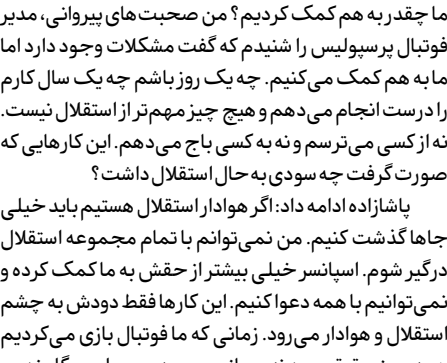 ما چقدر به هم کمک کردیم؟ من صحبت‌های پیروانی، مدیر
فوتبال پرسپولیس را شنیدم که گفت مشکلات وجود دارد اما
ما به هم کمک می‌کنیم. چه یک روز باشم چه یک سال کارم
را درست انجام می‌دهم و هیچ چیز مهم‌تر از استقلال نیست.
نه از کسی می‌ترسم و نه به کسی باج می‌دهم. این کارهایی که
صورت گرفت چه سودی به حال استقلال داشت؟
پاشازاده ادامه داد: اگر هوادار استقلال هستیم باید خیلی
جاها گذشت کنیم. من نمی‌توانم با تمام مجموعه استقلال
درگیر شوم. اسپانسر خیلی بیشتر از حقش به ما کمک کرده و
نمی‌توانیم با همه دعوا کنیم. این کارها فقط دودش به چشم
استقلال و هوادار می‌رود. زمانی که ما فوتبال بازی می‌کردیم